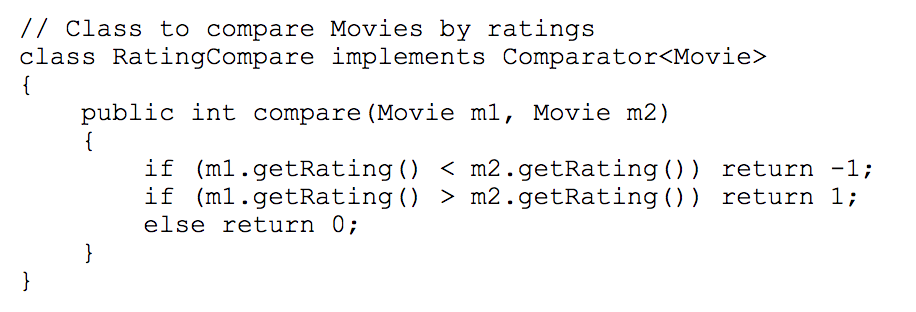 // Class to compare Movies by ratings
class RatingCompare implements Comparator<Movie>
{
    public int compare(Movie m1, Movie m2)
    {
        if (m1.getRating() < m2.getRating()) return -1;
        if (m1.getRating() > m2.getRating()) return 1;
        else return 0;
    }
}